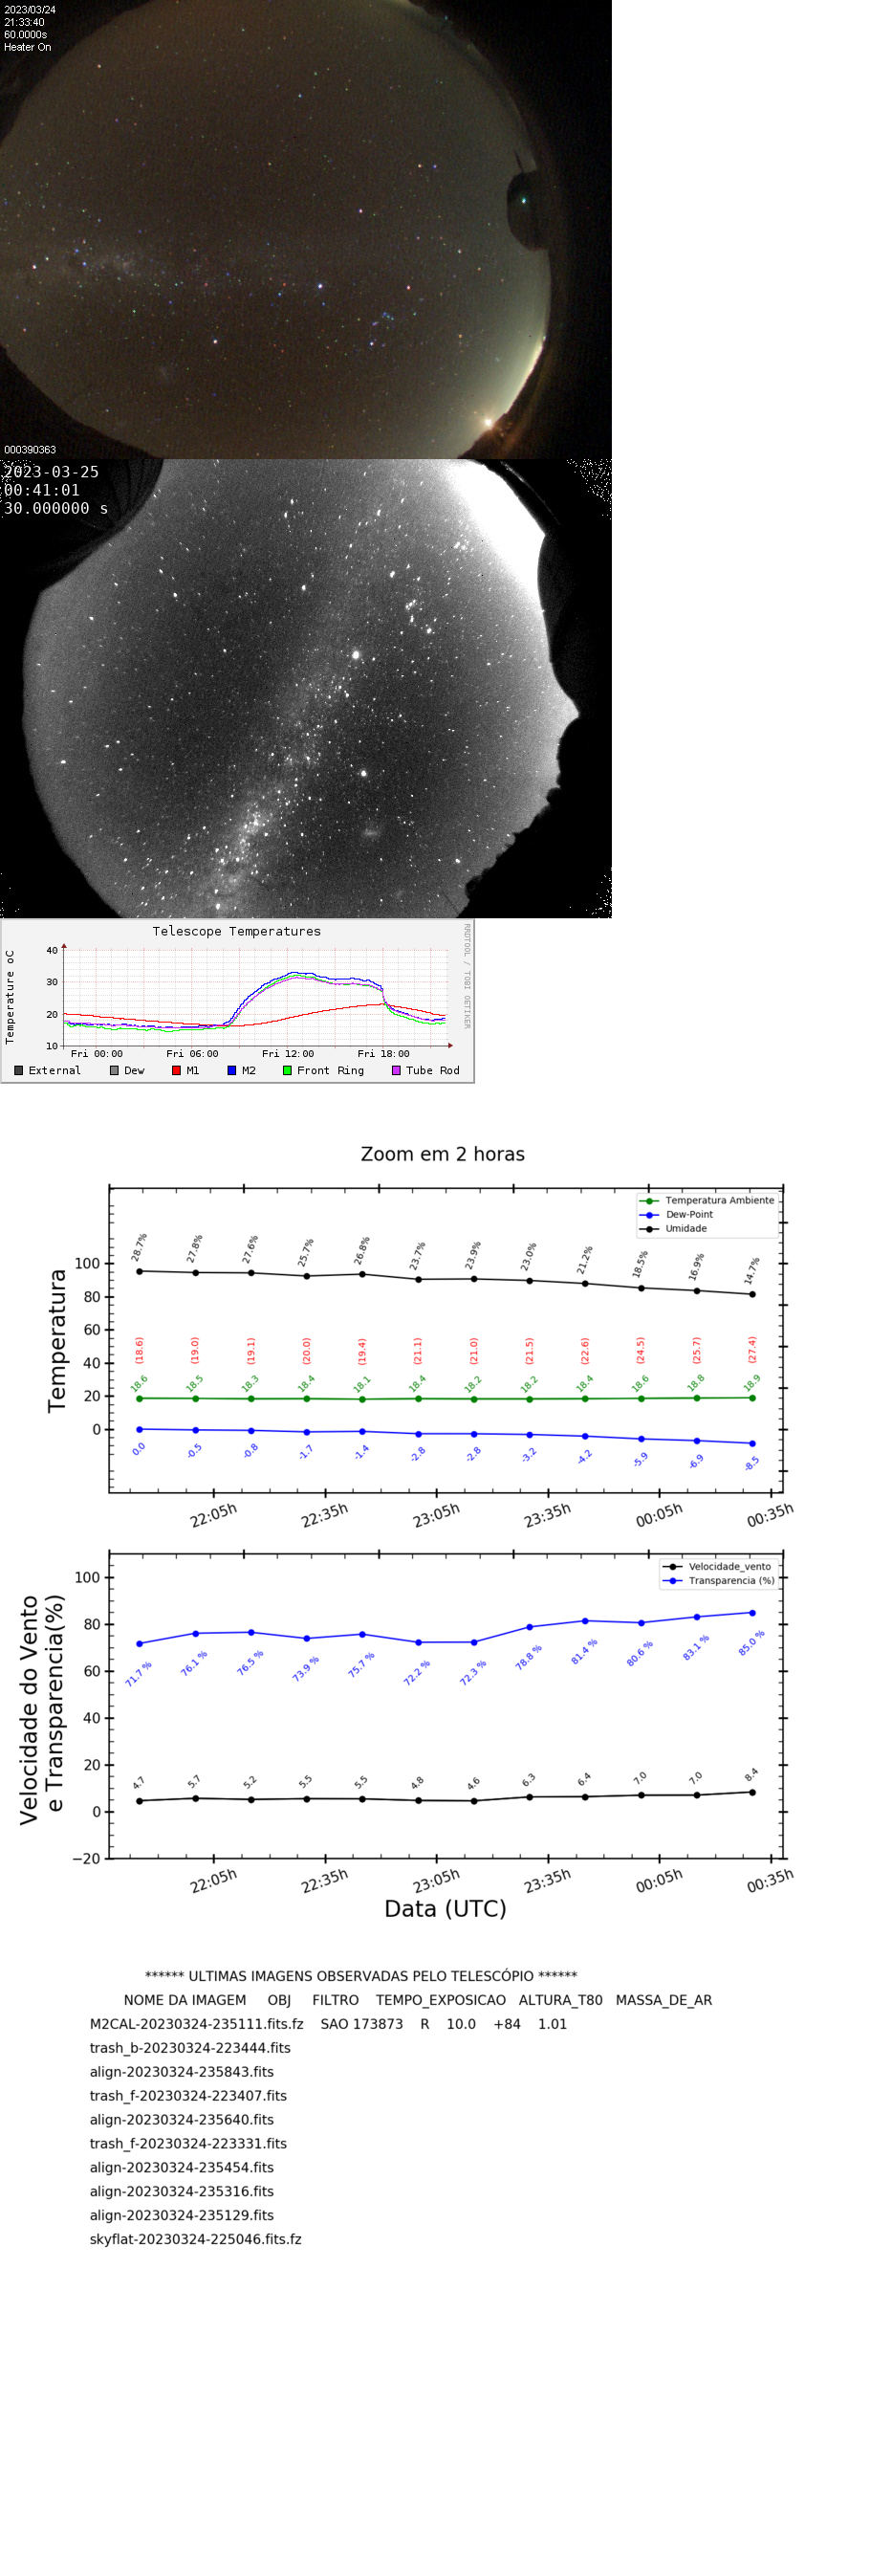 2023/03/24
21:33:40
60.0000s
Heater On
000390363
2023-03-25
00:41:01
30.000000 s
Telescope Temperatures
RRDTOOL / TOBI OETIKER
Temperature oC
40
30
20
10
Fri 00:00 Fri 06:00 Fri 12:00 Fri 18:00
External Dew M1 M2 Front Ring Tube Rod
Zoom em 2 horas
Temperatura Ambiente
Dew-Point
Umidade
28.7% 27.8% 27.6% 25.7% 26.8% 23.7% 23.9% 23.0% 21.2% 18.5% 16.9% 14.7%
Temperatura
100
80
60
40
20
0
(18.6) (19.0) (19.1) (20.0) (19.4) (21.1) (21.0) (21.5) (22.6) (24.5) (25.7) (27.4)
18.6 18.5 18.3 18.4 18.1 18.4 18.2 18.2 18.4 18.6 18.8 18.9
0.0 -0.5 -0.8 -1.7 -1.4 -2.8 -2.8 -3.2 -4.2 -5.9 -6.9 -8.5
22:05h 22:35h 23:05h 23:35h 00:05h 00:35h
Velocidade_vento
Transparencia (%)
Velocidade do Vento
e Transparencia(%)
100
80
60
40
20
0
−20
71.7 % 76.1 % 76.5 % 73.9 % 75.7 % 72.2 % 72.3 % 78.8 % 81.4 % 80.6 % 83.1 % 85.0 %
4.7 5.7 5.2 5.5 5.5 4.8 4.6 6.3 6.4 7.0 7.0 8.4
22:05h 22:35h 23:05h 23:35h 00:05h 00:35h
Data (UTC)
****** ULTIMAS IMAGENS OBSERVADAS PELO TELESCÓPIO ******
NOME DA IMAGEM OBJ FILTRO TEMPO_EXPOSICAO ALTURA_T80 MASSA_DE_AR
M2CAL-20230324-235111.fits.fz SAO 173873 R 10.0 +84 1.01
trash_b-20230324-223444.fits
align-20230324-235843.fits
trash_f-20230324-223407.fits
align-20230324-235640.fits
trash_f-20230324-223331.fits
align-20230324-235454.fits
align-20230324-235316.fits
align-20230324-235129.fits
skyflat-20230324-225046.fits.fz